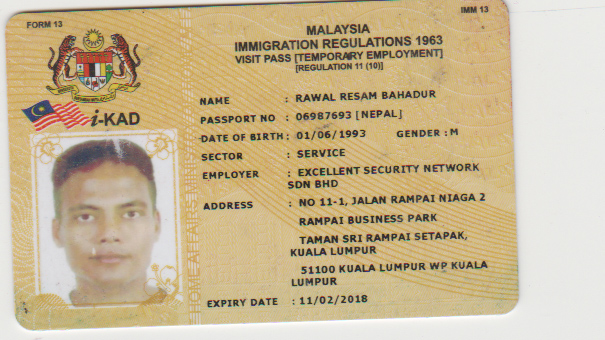 FORM 13
IMM 13
MALAYSIA
IMMIGRATION REGULATIONS 1963
VISIT PASS [TEMPORARY EMPLOYMENT]
[REGULATION 11 (10)]
i-KAD
NAME : RAWAL RESAM BAHADUR
PASSPORT NO : 06987693 [NEPAL]
DATE OF BIRTH : 01/06/1993 GENDER : M
SECTOR : SERVICE
EMPLOYER : EXCELLENT SECURITY NETWORK
SDN BHD
ADDRESS : NO 11-1, JALAN RAMPAI NIAGA 2
RAMPAI BUSINESS PARK
TAMAN SRI RAMPAI SETAPAK,
KUALA LUMPUR
51100 KUALA LUMPUR WP KUALA
LUMPUR
EXPIRY DATE : 11/02/2018